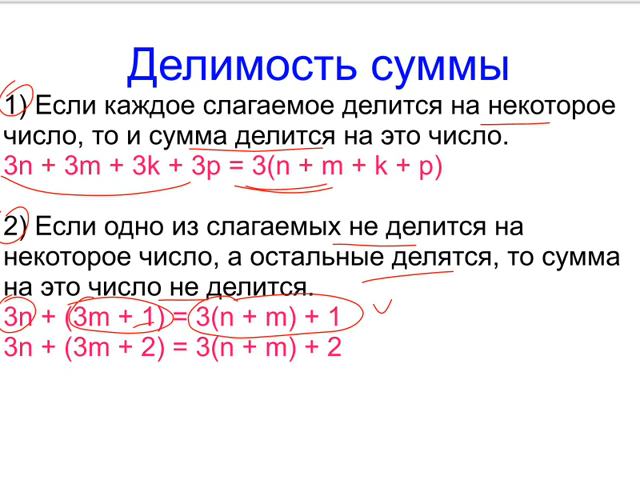 Делимость суммы
1) Если каждое слагаемое делится на некоторое
число, то и сумма делится на это число.
3n + 3m + 3k + 3p = 3(n + m + k + p)
2) Если одно из слагаемых не делится на
некоторое число, а остальные делятся, то сумма
на это число не делится.
3n + (3m + 1) = 3(n + m) + 1
3n + (3m + 2) = 3(n + m) + 2